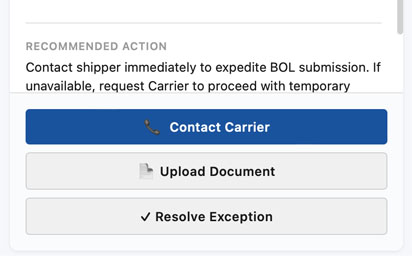 RECOMMENDED ACTION
Contact shipper immediately to expedite BOL submission. If
unavailable, request Carrier to proceed with temporary
Contact Carrier
Upload Document
✓ Resolve Exception